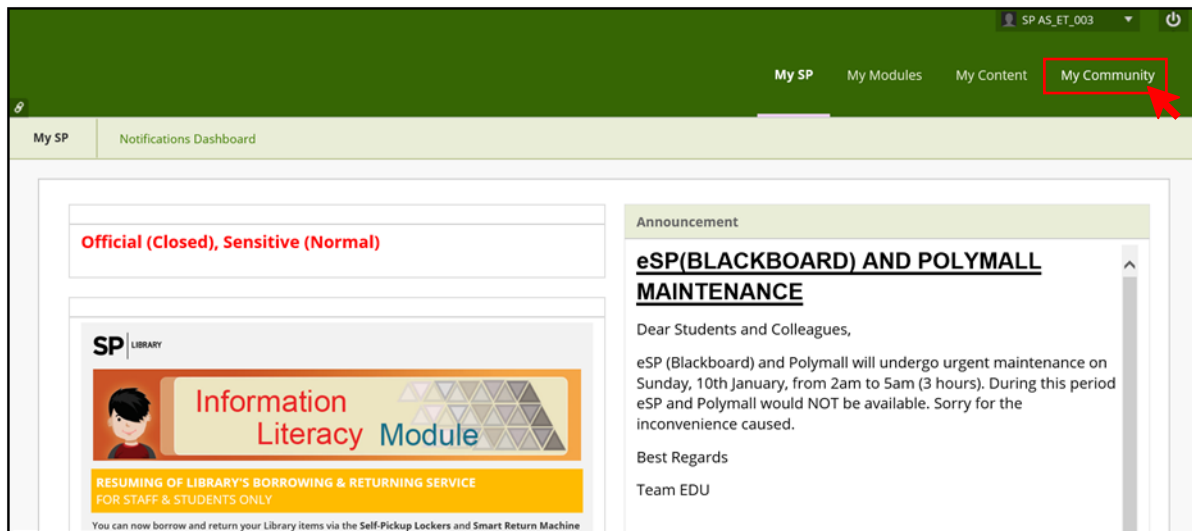 SP AS_ET_003
My SP My Modules My Content My Community
My SP Notifications Dashboard
Official (Closed), Sensitive (Normal)
SP LIBRARY
Information
Literacy Module
RESUMING OF LIBRARY'S BORROWING & RETURNING SERVICE
FOR STAFF & STUDENTS ONLY
You can now borrow and return your Library items via the Self-Pickup Lockers and Smart Return Machine
Announcement
eSP(BLACKBOARD) AND POLYMALL
MAINTENANCE
Dear Students and Colleagues,
eSP (Blackboard) and Polymall will undergo urgent maintenance on
Sunday, 10th January, from 2am to 5am (3 hours). During this period
eSP and Polymall would NOT be available. Sorry for the
inconvenience caused.
Best Regards
Team EDU